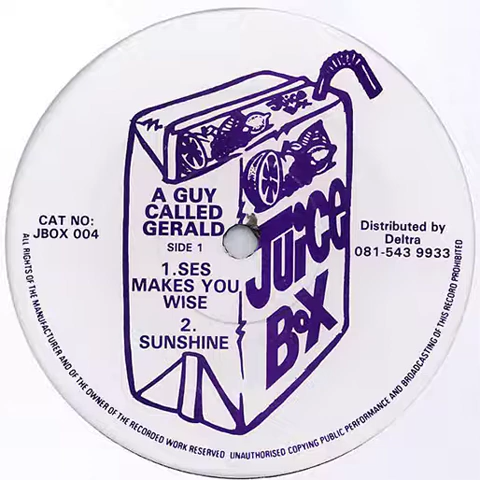 JUICE
BOX
A GUY
CALLED
GERALD
SIDE 1
1.SES
MAKES YOU
WISE
2.
SUNSHINE
JUiCE
BoX
CAT NO:
JBOX 004
Distributed by
Deltra
081-543 9933
ALL RIGHTS OF THE MANUFACTURER AND OF THE OWNER OF THE RECORDED WORK RESERVED UNAUTHORISED COPYING PUBLIC PERFORMANCE AND BROADCASTING OF THIS RECORD PROHIBITED